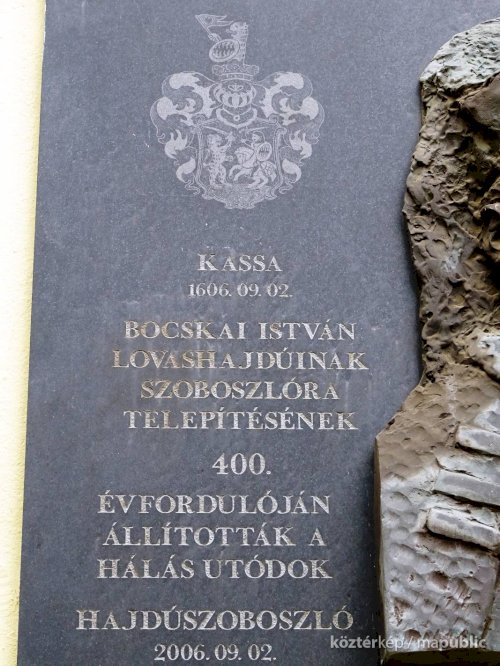 KASSA
1606.09.02.
BOCSKAI ISTVÁN
LOVASHAJDÚINAK
SZOBOSZLÓRA
TELEPÍTÉSÉNEK
400.
ÉVFORDULÓJÁN
ÁLLÍTOTTÁK A
HÁLÁS UTÓDOK
HAJDÚSZOBOSZLÓ
2006.09.02.
köztérkép // mapublic